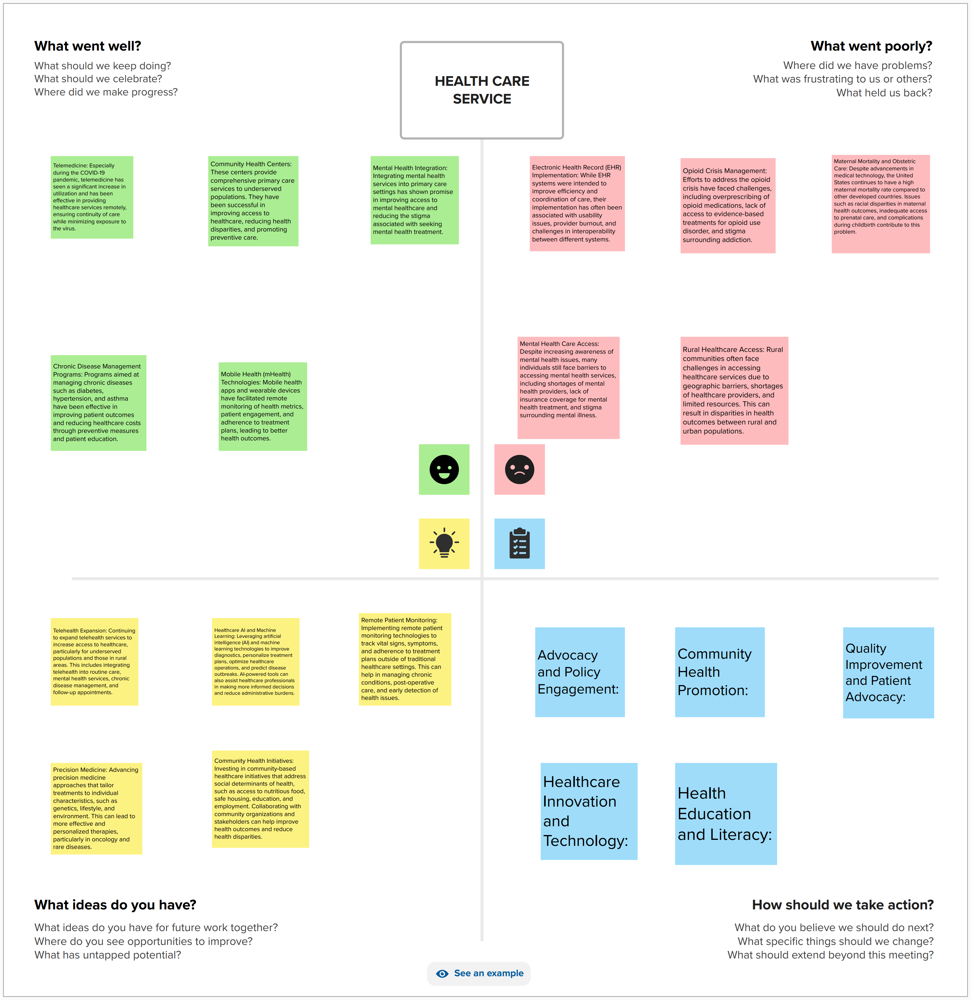 What went well?
What should we keep doing?
What should we celebrate?
Where did we make progress?
HEALTH CARE
SERVICE
What went poorly?
Where did we have problems?
What was frustrating to us or others?
What held us back?
Telemedicine: Especially
during the COVID-19
pandemic, telemedicine has
seen a significant increase in
utilization and has been
effective in providing
healthcare services remotely,
ensuring continuity of care
while minimizing exposure to
the virus.
Community Health Centers:
These centers provide
comprehensive primary care
services to underserved
populations. They have
been successful in
improving access to
healthcare, reducing health
disparities, and promoting
preventive care.
Mental Health Integration:
Integrating mental health
services into primary care
settings has shown promise
in improving access to
mental healthcare and
reducing the stigma
associated with seeking
mental health treatment.
Electronic Health Record (EHR)
Implementation: While EHR
systems were intended to
improve efficiency and
coordination of care, their
implementation has often been
associated with usability
issues, provider burnout, and
challenges in interoperability
between different systems.
Opioid Crisis Management:
Efforts to address the opioid
crisis have faced challenges,
including overprescribing of
opioid medications, lack of
access to evidence-based
treatments for opioid use
disorder, and stigma
surrounding addiction.
Maternal Mortality and Obstetric
Care: Despite advancements in
medical technology, the United
States continues to have a high
maternal mortality rate compared to
other developed countries. Issues
such as racial disparities in maternal
health outcomes, inadequate access
to prenatal care, and complications
during childbirth contribute to this
problem.
Chronic Disease Management
Programs: Programs aimed at
managing chronic diseases
such as diabetes,
hypertension, and asthma
have been effective in
improving patient outcomes
and reducing healthcare costs
through preventive measures
and patient education.
Mobile Health (mHealth)
Technologies: Mobile health
apps and wearable devices
have facilitated remote
monitoring of health metrics,
patient engagement, and
adherence to treatment
plans, leading to better
health outcomes.
Mental Health Care Access:
Despite increasing awareness of
mental health issues, many
individuals still face barriers to
accessing mental health services,
including shortages of mental
health providers, lack of
insurance coverage for mental
health treatment, and stigma
surrounding mental illness.
Rural Healthcare Access: Rural
communities often face
challenges in accessing
healthcare services due to
geographic barriers, shortages
of healthcare providers, and
limited resources. This can
result in disparities in health
outcomes between rural and
urban populations.
Telehealth Expansion: Continuing
to expand telehealth services to
increase access to healthcare,
particularly for underserved
populations and those in rural
areas. This includes integrating
telehealth into routine care,
mental health services, chronic
disease management, and
follow-up appointments.
Healthcare AI and Machine
Learning: Leveraging artificial
intelligence (AI) and machine
learning technologies to improve
diagnostics, personalize treatment
plans, optimize healthcare
operations, and predict disease
outbreaks. AI-powered tools can
also assist healthcare professionals
in making more informed decisions
and reduce administrative burdens.
Remote Patient Monitoring:
Implementing remote patient
monitoring technologies to
track vital signs, symptoms,
and adherence to treatment
plans outside of traditional
healthcare settings. This can
help in managing chronic
conditions, post-operative
care, and early detection of
health issues.
Advocacy
and Policy
Engagement:
Community
Health
Promotion:
Quality
Improvement
and Patient
Advocacy:
Precision Medicine: Advancing
precision medicine
approaches that tailor
treatments to individual
characteristics, such as
genetics, lifestyle, and
environment. This can lead to
more effective and
personalized therapies,
particularly in oncology and
rare diseases.
Community Health Initiatives:
Investing in community-based
healthcare initiatives that address
social determinants of health,
such as access to nutritious food,
safe housing, education, and
employment. Collaborating with
community organizations and
stakeholders can help improve
health outcomes and reduce
health disparities.
Healthcare
Innovation
and
Technology:
Health
Education
and Literacy:
What ideas do you have?
What ideas do you have for future work together?
Where do you see opportunities to improve?
What has untapped potential?
How should we take action?
What do you believe we should do next?
What specific things should we change?
What should extend beyond this meeting?
See an example